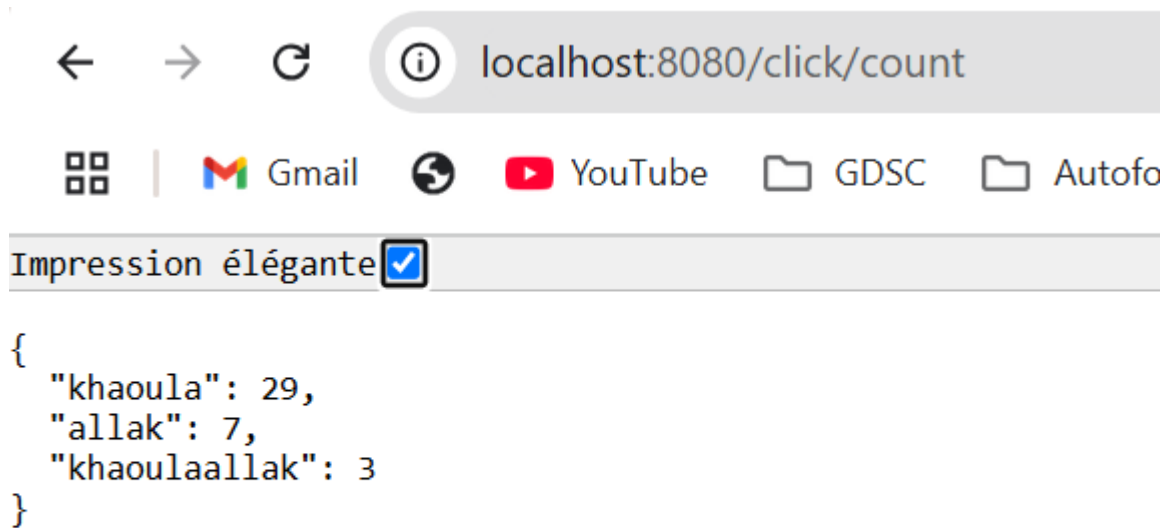 localhost:8080/click/count
Gmail YouTube GDSC Autofo
Impression élégante
{
"khaoula": 29,
"allak": 7,
"khaoulaallak": 3
}